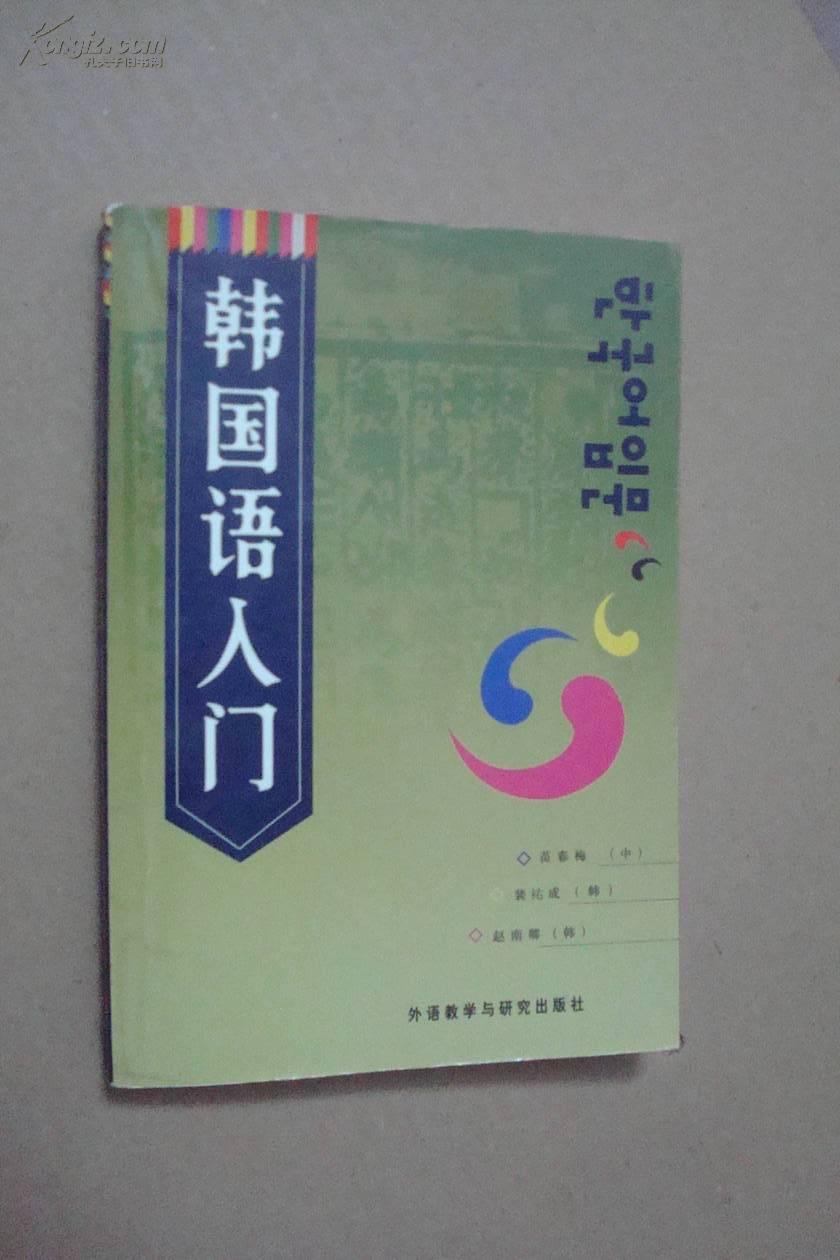 Kongfz.com
孔夫子旧书网
韩国语入门
한국어입문
苗春梅（中）
裴祐成（韩）
赵南卿（韩）
外语教学与研究出版社